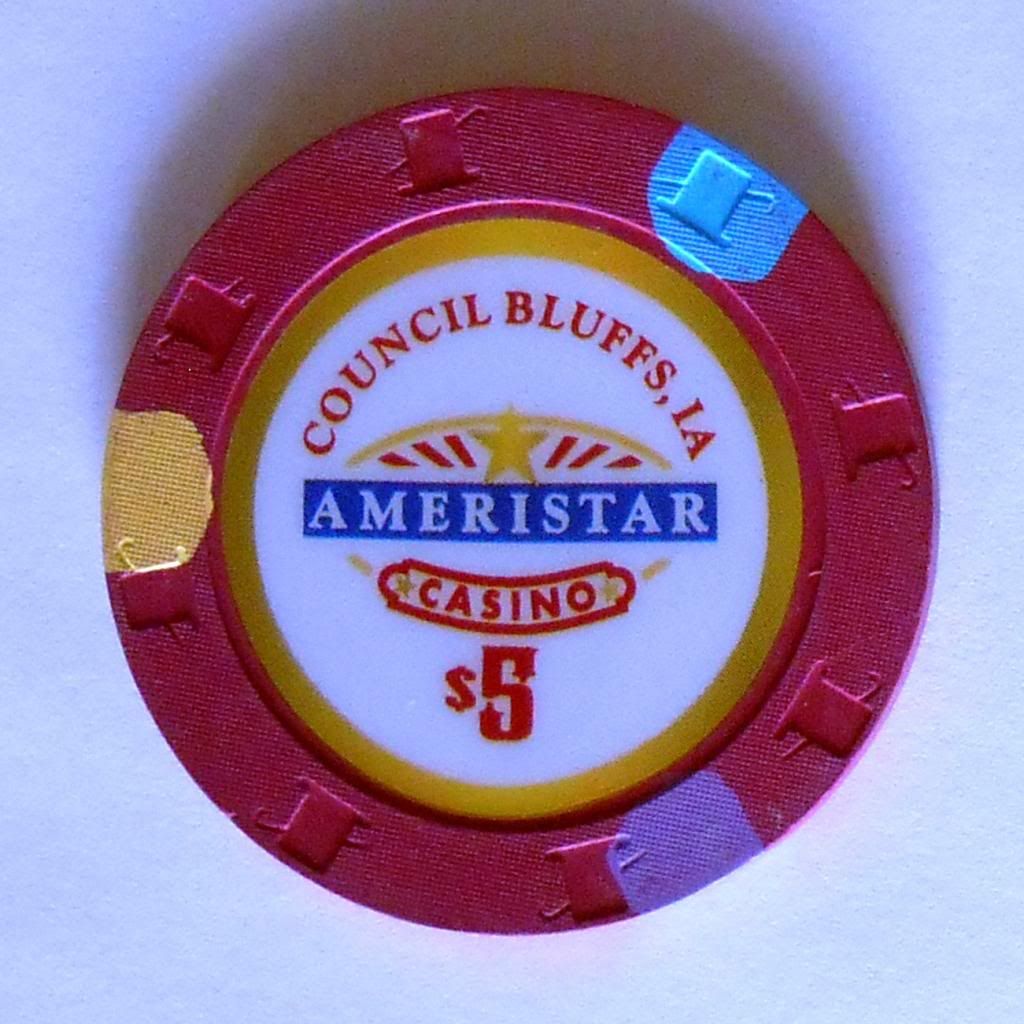 COUNCIL BLUFFS, IA
AMERISTAR
CASINO
$5